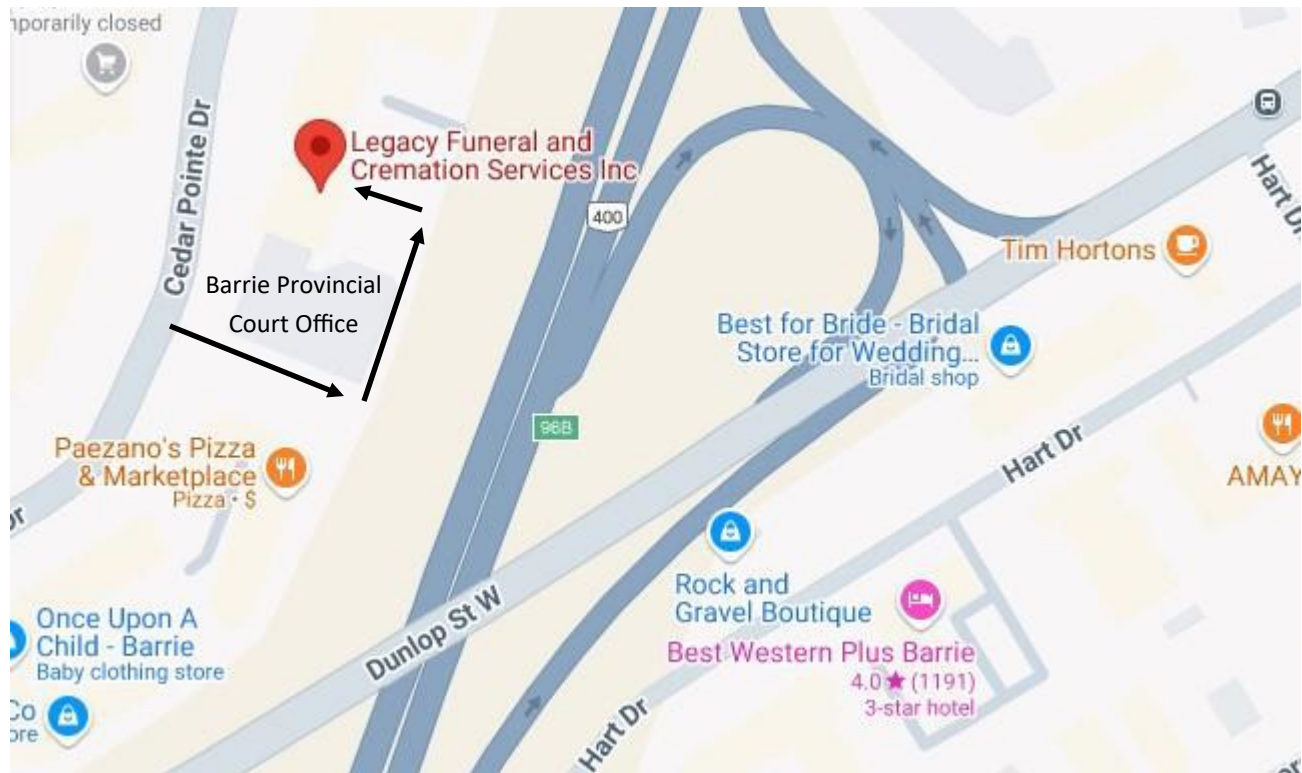 nporarily closed
Cedar Pointe Dr
Legacy Funeral and
Cremation Services Inc
400
Hart Dr
Tim Hortons
Barrie Provincial
Court Office
Best for Bride - Bridal
Store for Wedding...
Bridal shop
96B
Paezano's Pizza
& Marketplace
Pizza · $
Hart Dr
AMAY
or
Rock and
Gravel Boutique
Dunlop St W
Once Upon A
Child - Barrie
Baby clothing store
Best Western Plus Barrie
4.0 ★ (1191)
3-star hotel
Co
ore
Hart Dr